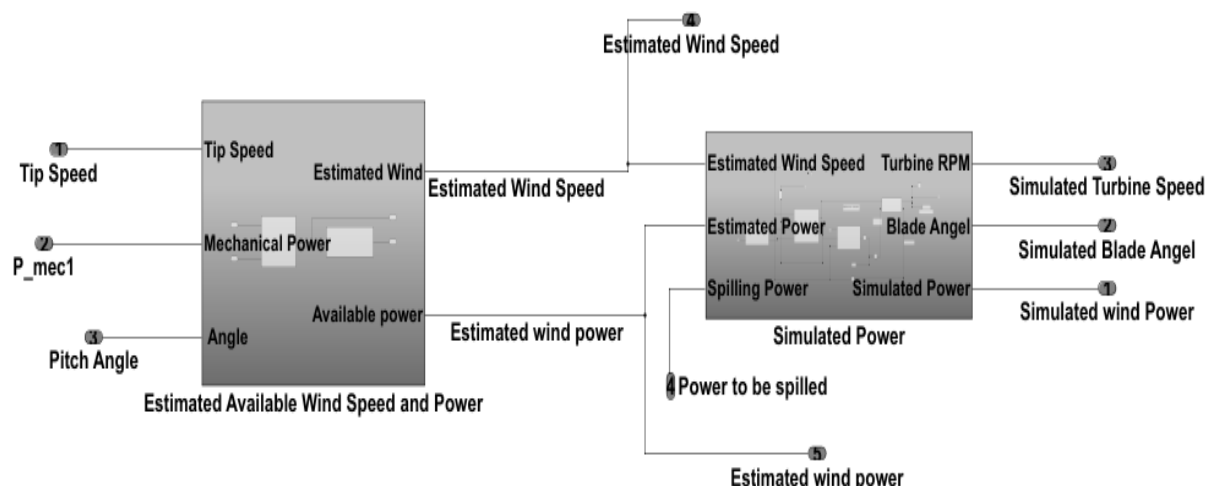 4
Estimated Wind Speed
1
Tip Speed
Tip Speed
Estimated Wind
Estimated Wind Speed
2
P_mec1
Mechanical Power
Available power
Estimated wind power
3
Pitch Angle
Angle
Estimated Available Wind Speed and Power
Estimated Wind Speed
Turbine RPM
3
Simulated Turbine Speed
Estimated Power
Blade Angel
2
Simulated Blade Angel
Spilling Power
Simulated Power
1
Simulated wind Power
Simulated Power
4 Power to be spilled
5
Estimated wind power